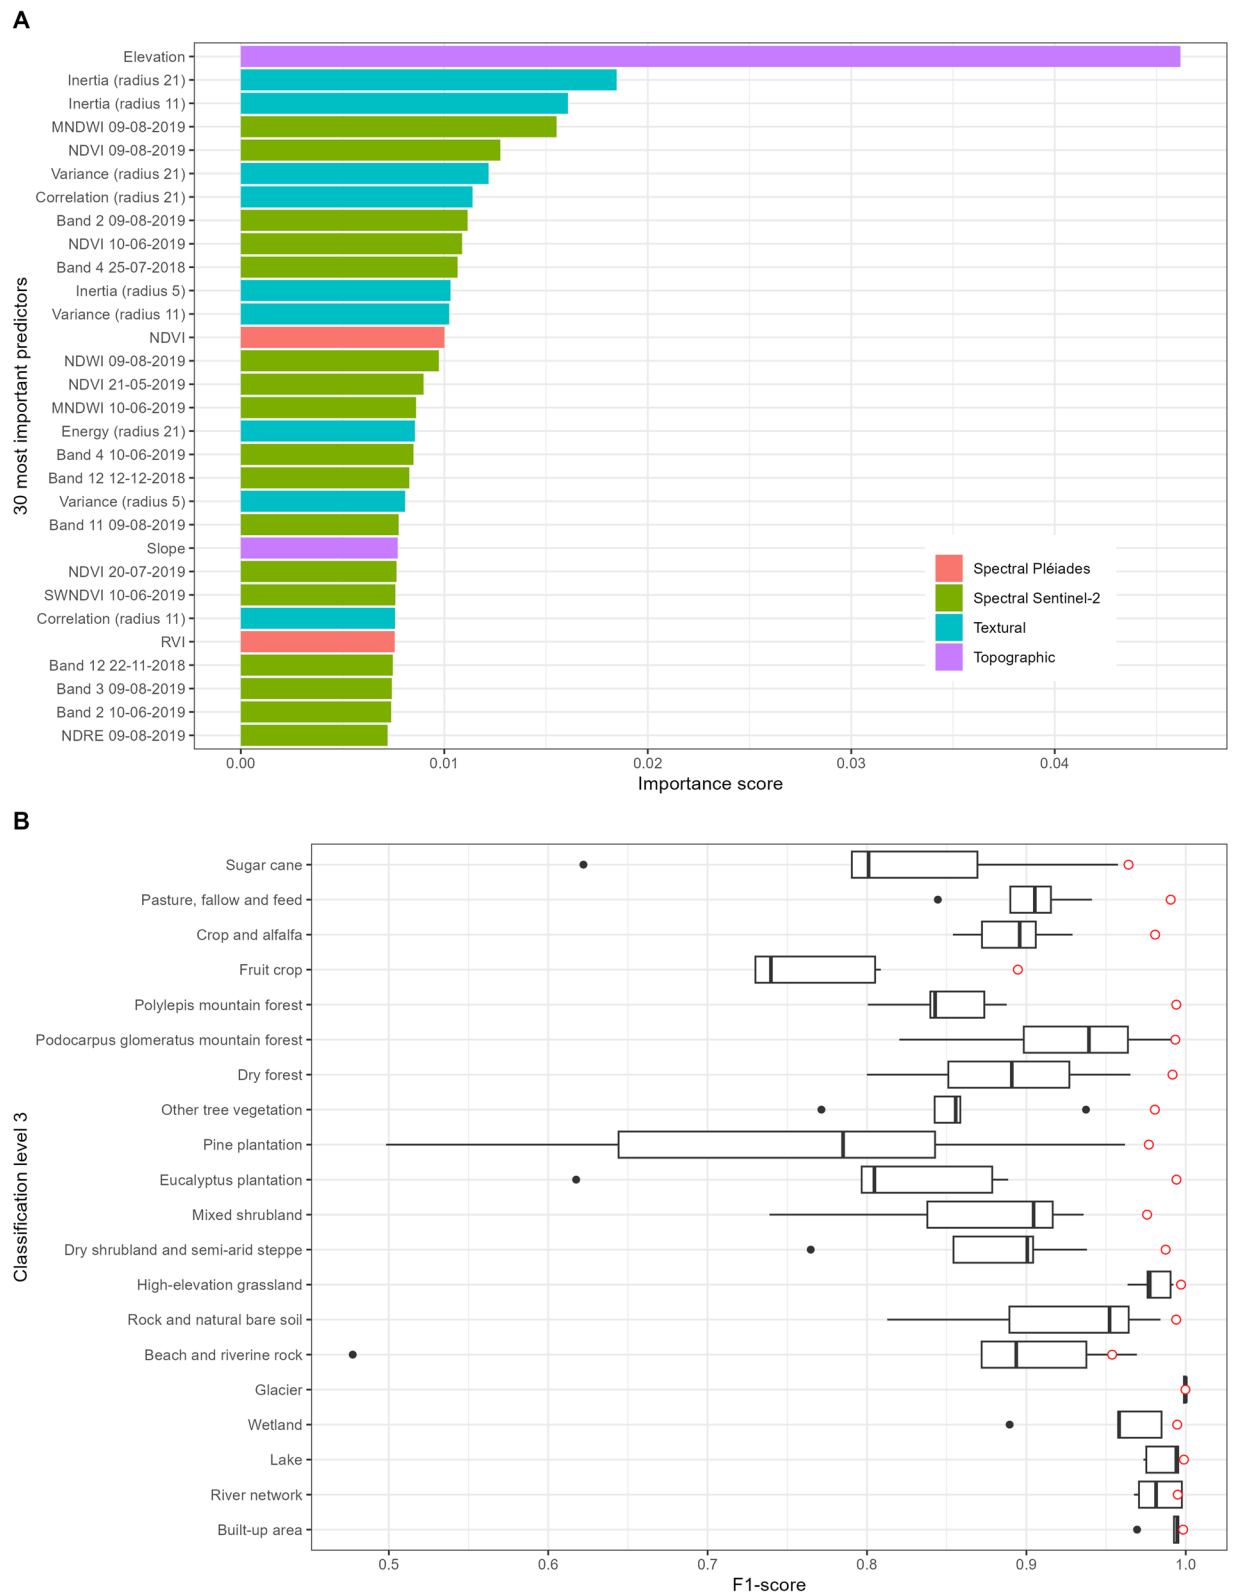 A
Elevation
Inertia (radius 21)
Inertia (radius 11)
MNDWI 09-08-2019
NDVI 09-08-2019
Variance (radius 21)
Correlation (radius 21)
Band 2 09-08-2019
NDVI 10-06-2019
Band 4 25-07-2018
Inertia (radius 5)
Variance (radius 11)
NDVI
NDWI 09-08-2019
NDVI 21-05-2019
MNDWI 10-06-2019
Energy (radius 21)
Band 4 10-06-2019
Band 12 12-12-2018
Variance (radius 5)
Band 11 09-08-2019
Slope
NDVI 20-07-2019
SWNDVI 10-06-2019
Correlation (radius 11)
RVI
Band 12 22-11-2018
Band 3 09-08-2019
Band 2 10-06-2019
NDRE 09-08-2019
30 most important predictors
Spectral Pléiades
Spectral Sentinel-2
Textural
Topographic
0.00 0.01 0.02 0.03 0.04
Importance score
B
Sugar cane
Pasture, fallow and feed
Crop and alfalfa
Fruit crop
Polylepis mountain forest
Podocarpus glomeratus mountain forest
Dry forest
Other tree vegetation
Pine plantation
Eucalyptus plantation
Mixed shrubland
Dry shrubland and semi-arid steppe
High-elevation grassland
Rock and natural bare soil
Beach and riverine rock
Glacier
Wetland
Lake
River network
Built-up area
Classification level 3
0.5 0.6 0.7 0.8 0.9 1.0
F1-score